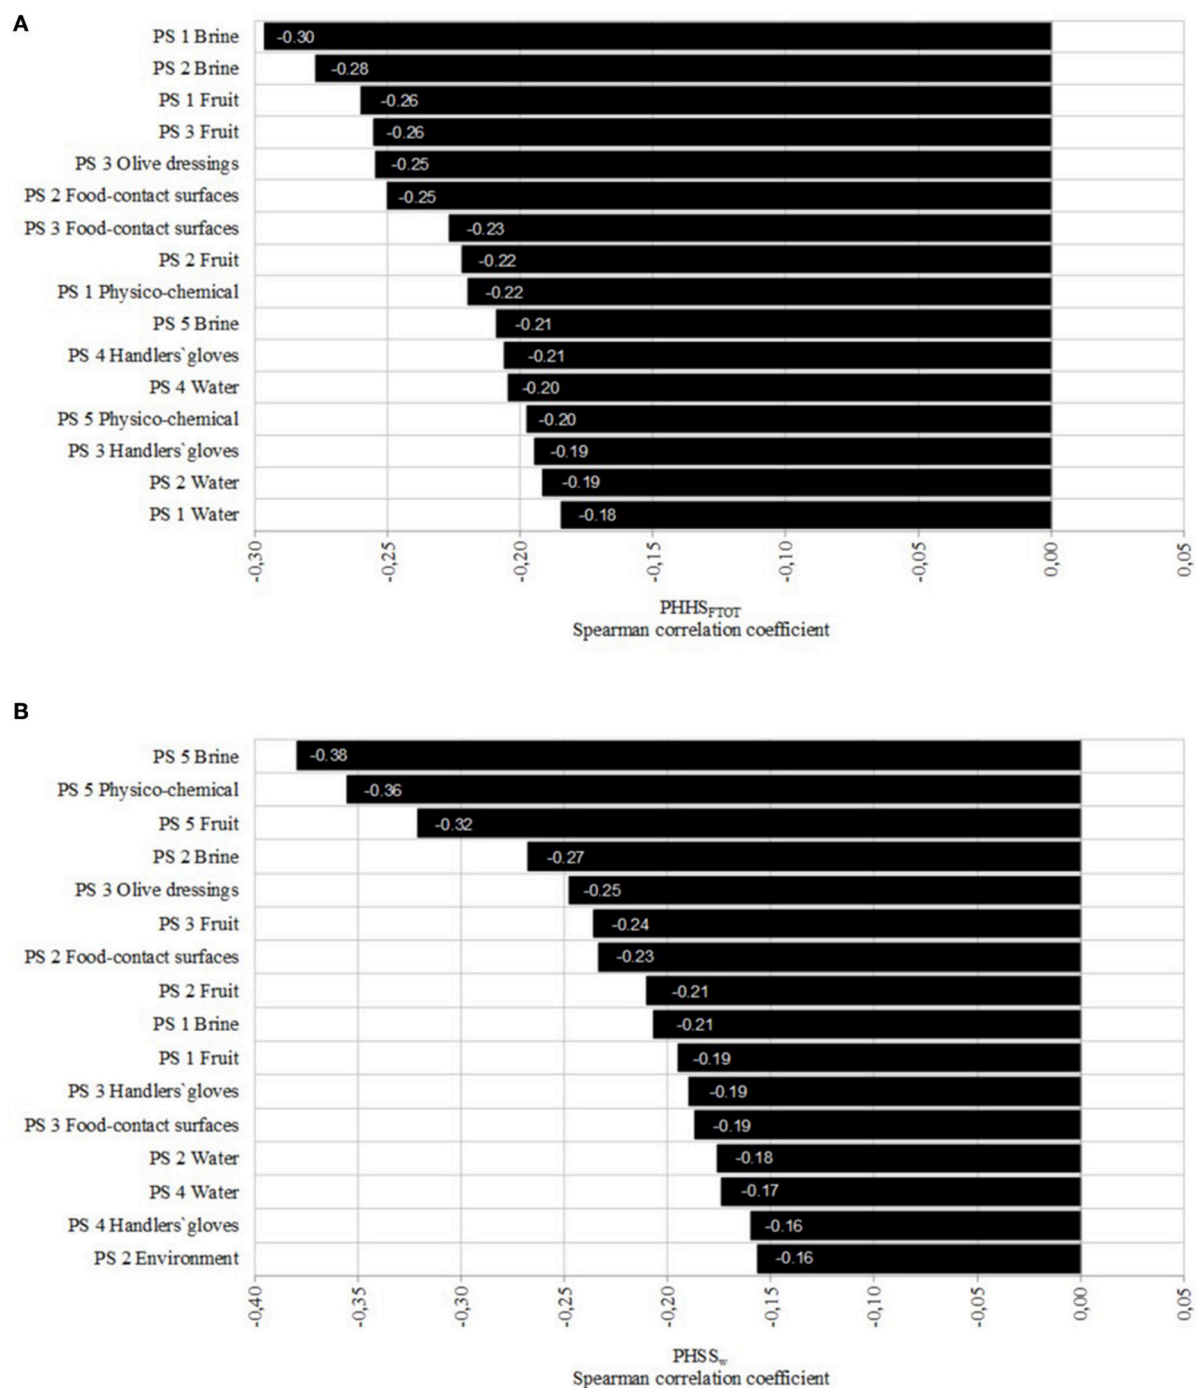 A
PS 1 Brine -0.30
PS 2 Brine -0.28
PS 1 Fruit -0.26
PS 3 Fruit -0.26
PS 3 Olive dressings -0.25
PS 2 Food-contact surfaces -0.25
PS 3 Food-contact surfaces -0.23
PS 2 Fruit -0.22
PS 1 Physico-chemical -0.22
PS 5 Brine -0.21
PS 4 Handlers`gloves -0.21
PS 4 Water -0.20
PS 5 Physico-chemical -0.20
PS 3 Handlers`gloves -0.19
PS 2 Water -0.19
PS 1 Water -0.18
-0,30 -0,25 -0,20 -0,15 -0,10 -0,05 0,00 0,05
PHHS_FTOT
Spearman correlation coefficient
B
PS 5 Brine -0.38
PS 5 Physico-chemical -0.36
PS 5 Fruit -0.32
PS 2 Brine -0.27
PS 3 Olive dressings -0.25
PS 3 Fruit -0.24
PS 2 Food-contact surfaces -0.23
PS 2 Fruit -0.21
PS 1 Brine -0.21
PS 1 Fruit -0.19
PS 3 Handlers`gloves -0.19
PS 3 Food-contact surfaces -0.19
PS 2 Water -0.18
PS 4 Water -0.17
PS 4 Handlers`gloves -0.16
PS 2 Environment -0.16
-0,40 -0,35 -0,30 -0,25 -0,20 -0,15 -0,10 -0,05 0,00 0,05
PHSS_w
Spearman correlation coefficient